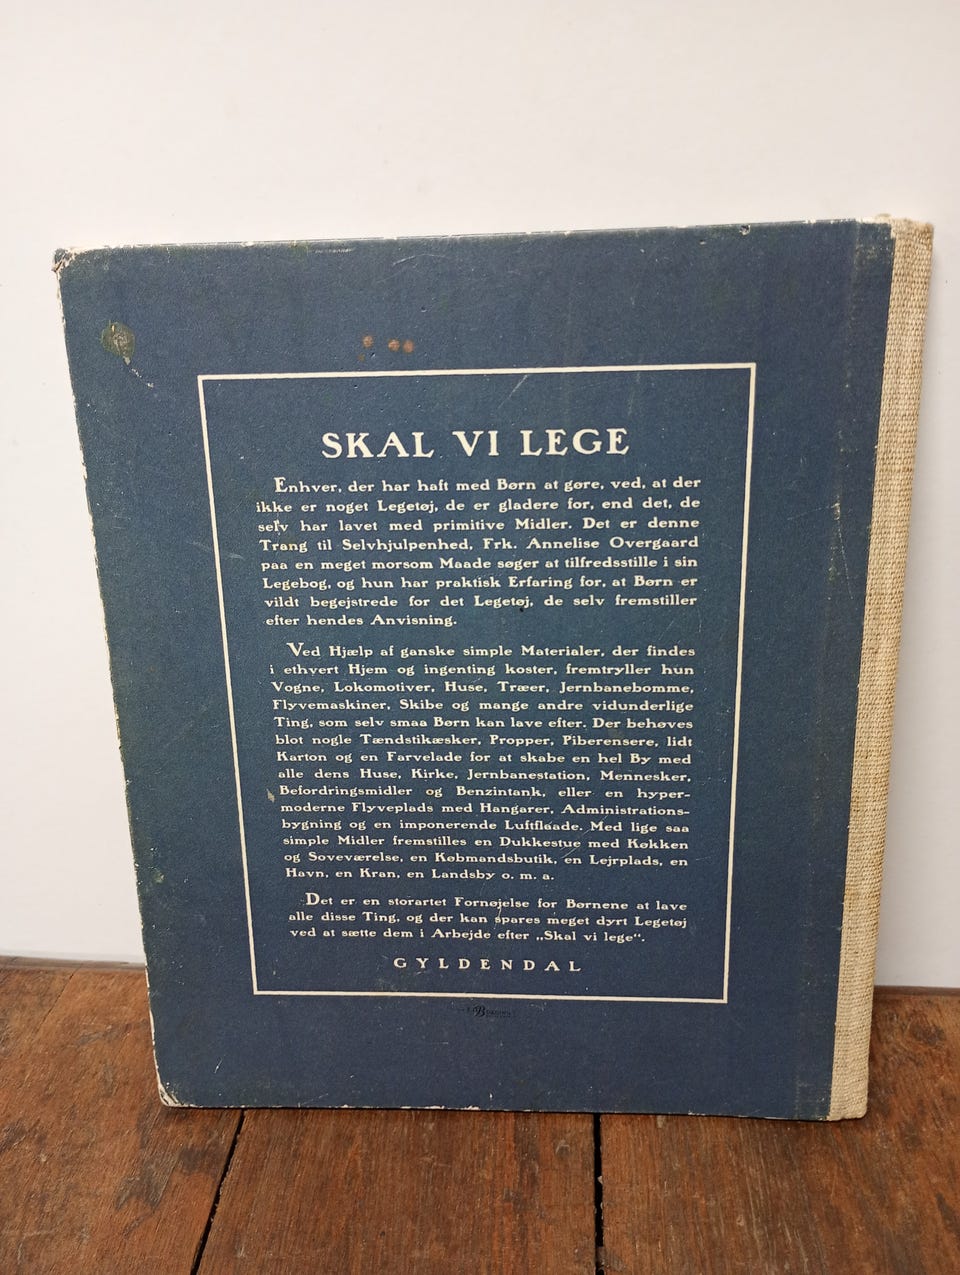 SKAL VI LEGE
Enhver, der har haft med Børn at gøre, ved, at der
ikke er noget Legetøj, de er gladere for, end det, de
selv har lavet med primitive Midler. Det er denne
Trang til Selvhjulpenhed, Frk. Annelise Overgaard
paa en meget morsom Maade søger at tilfredsstille i sin
Legebog, og hun har praktisk Erfaring for, at Børn er
vildt begejstrede for det Legetøj, de selv fremstiller
efter hendes Anvisning.
Ved Hjælp af ganske simple Materialer, der findes
i ethvert Hjem og ingenting koster, fremtryller hun
Vogne, Lokomotiver, Huse, Træer, Jernbanebomme,
Flyvemaskiner, Skibe og mange andre vidunderlige
Ting, som selv smaa Børn kan lave efter. Der behøves
blot nogle Tændstikæsker, Propper, Piberensere, lidt
Karton og en Farvelade for at skabe en hel By med
alle dens Huse, Kirke, Jernbanestation, Mennesker,
Befordringsmidler og Benzintank, eller en hyper-
moderne Flyveplads med Hangarer, Administrations-
bygning og en imponerende Luftflaade. Med lige saa
simple Midler fremstilles en Dukkestue med Køkken
og Soveværelse, en Købmandsbutik, en Lejrplads, en
Havn, en Kran, en Landsby o. m. a.
Det er en storartet Fornøjelse for Børnene at lave
alle disse Ting, og der kan spares meget dyrt Legetøj
ved at sætte dem i Arbejde efter „Skal vi lege“.
GYLDENDAL